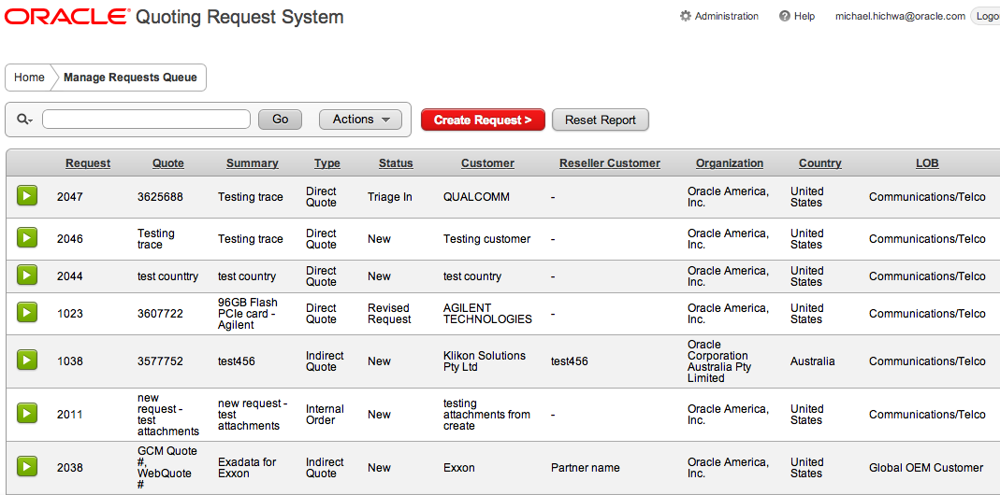 ORACLE® Quoting Request System
Administration
Help
michael.hichwa@oracle.com
Home
Manage Requests Queue
Go
Actions
Create Request >
Reset Report
Request Quote Summary Type Status Customer Reseller Customer Organization Country LOB
2047 3625688 Testing trace Direct Quote Triage In QUALCOMM - Oracle America, Inc. United States Communications/Telco
2046 Testing trace Testing trace Direct Quote New Testing customer - Oracle America, Inc. United States Communications/Telco
2044 test counttry test country Direct Quote New test country - Oracle America, Inc. United States Communications/Telco
1023 3607722 96GB Flash PCIe card - Agilent Direct Quote Revised Request AGILENT TECHNOLOGIES - Oracle America, Inc. United States Communications/Telco
1038 3577752 test456 Indirect Quote New Klikon Solutions Pty Ltd test456 Oracle Corporation Australia Pty Limited Australia Communications/Telco
2011 new request - test attachments new request - test attachments Internal Order New testing attachments from create - Oracle America, Inc. United States Communications/Telco
2038 GCM Quote #, WebQuote # Exadata for Exxon Indirect Quote New Exxon Partner name Oracle America, Inc. United States Global OEM Customer